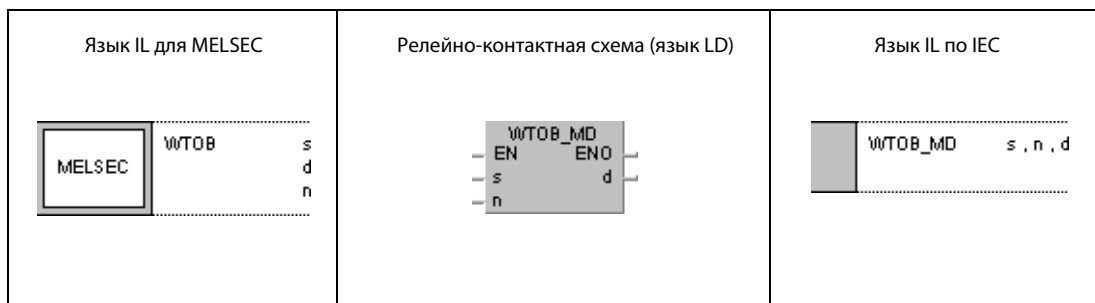 Язык IL для MELSEC
MELSEC
WTOB s
d
n
Релейно-контактная схема (язык LD)
WTOB_MD
EN ENO
s d
n
Язык IL по IEC
WTOB_MD s , n , d